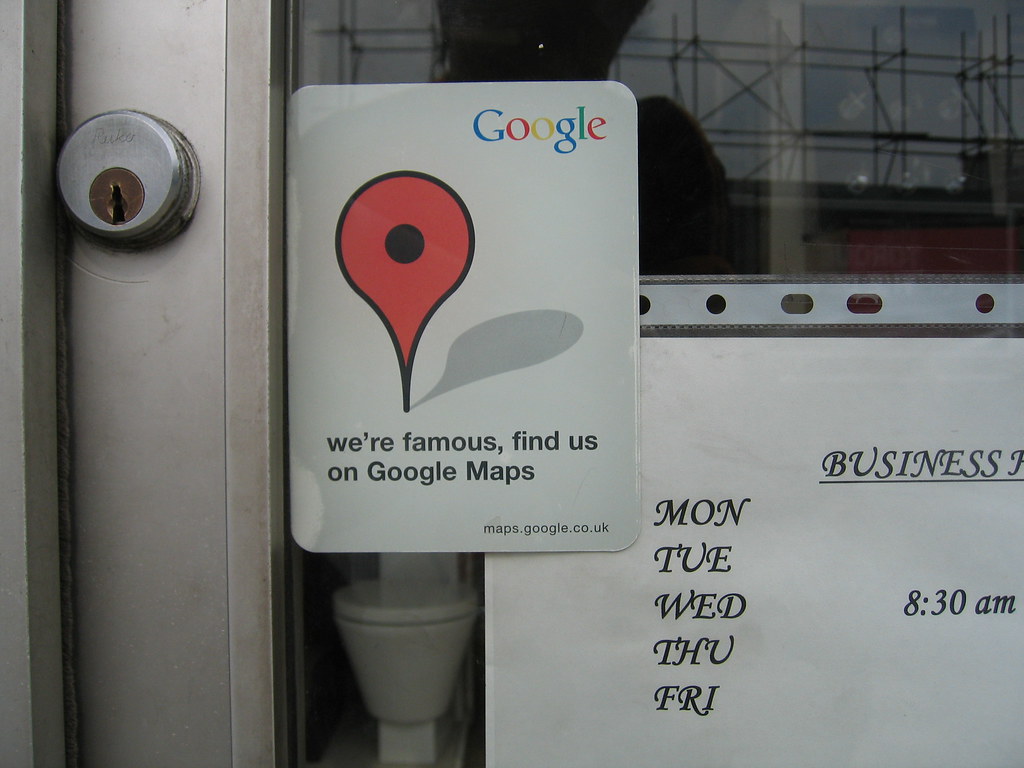 Google
we're famous, find us
on Google Maps
maps.google.co.uk
BUSINESS
MON
TUE
WED 8:30 am
THU
FRI